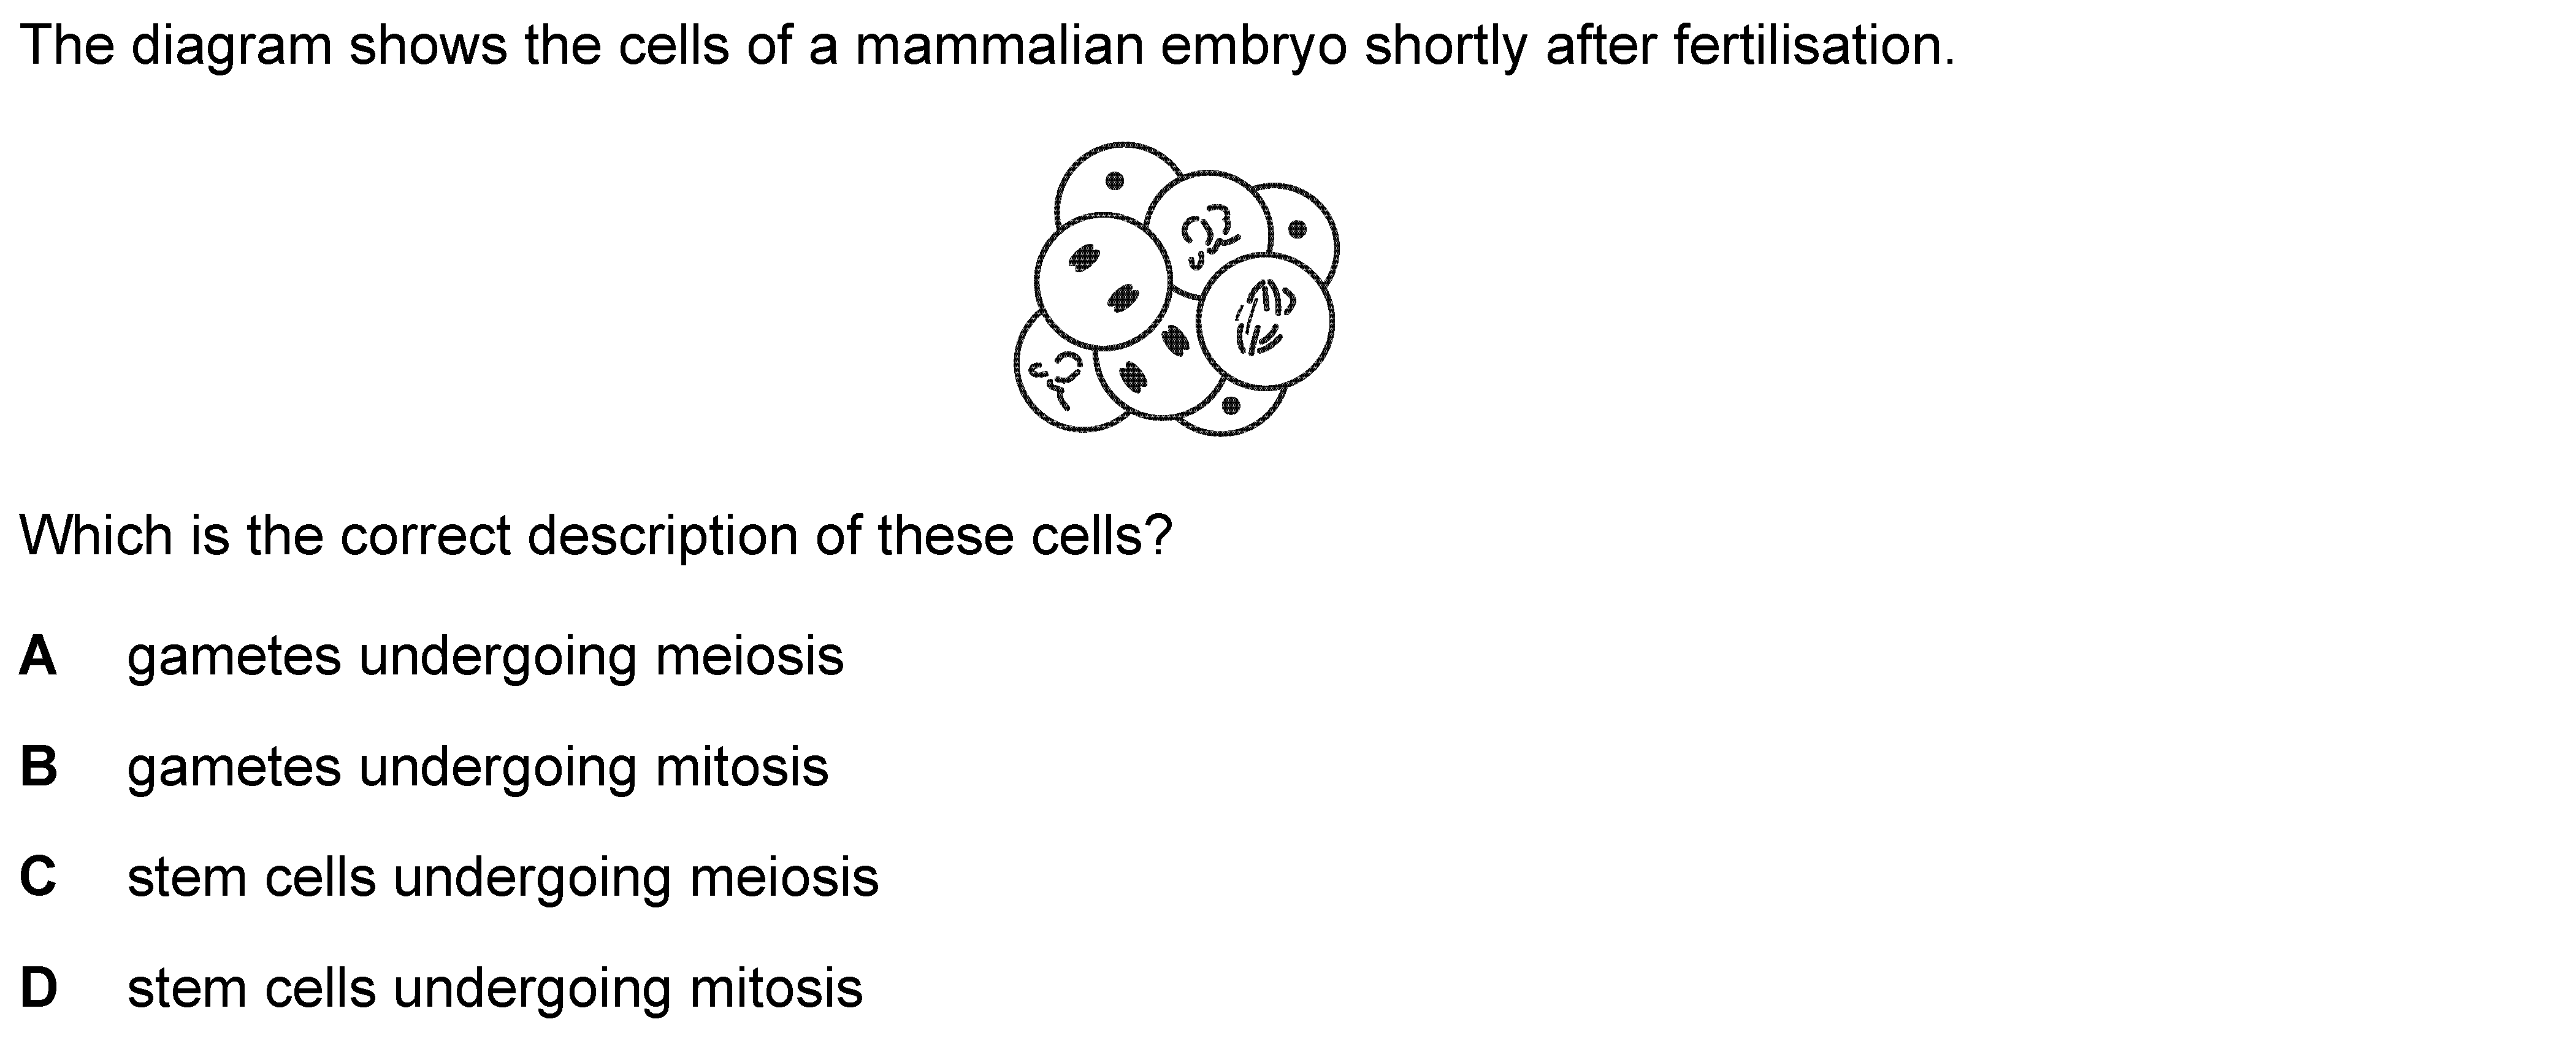 The diagram shows the cells of a mammalian embryo shortly after fertilisation.
Which is the correct description of these cells?
A gametes undergoing meiosis
B gametes undergoing mitosis
C stem cells undergoing meiosis
D stem cells undergoing mitosis